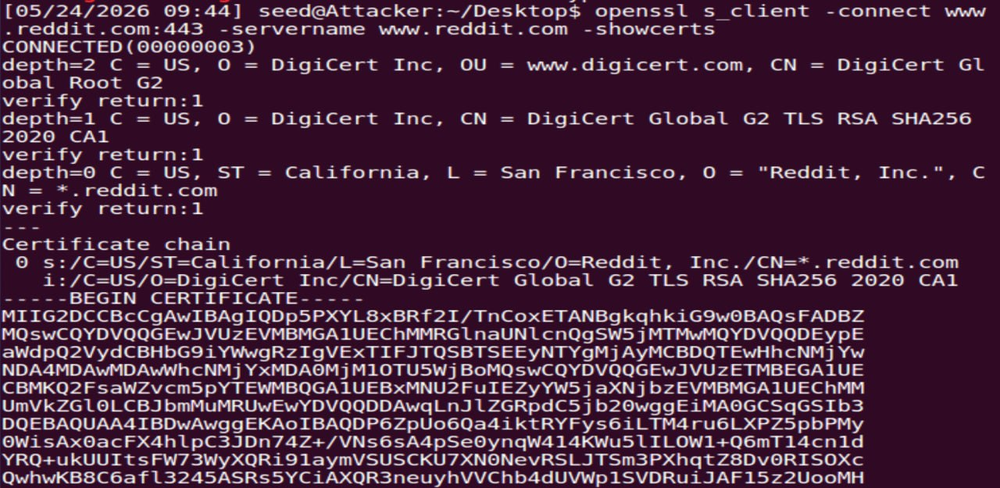 [05/24/2026 09:44] seed@Attacker:~/Desktop$ openssl s_client -connect www
.reddit.com:443 -servername www.reddit.com -showcerts
CONNECTED(00000003)
depth=2 C = US, O = DigiCert Inc, OU = www.digicert.com, CN = DigiCert Gl
obal Root G2
verify return:1
depth=1 C = US, O = DigiCert Inc, CN = DigiCert Global G2 TLS RSA SHA256
2020 CA1
verify return:1
depth=0 C = US, ST = California, L = San Francisco, O = "Reddit, Inc.", C
N = *.reddit.com
verify return:1
---
Certificate chain
 0 s:/C=US/ST=California/L=San Francisco/O=Reddit, Inc./CN=*.reddit.com
   i:/C=US/O=DigiCert Inc/CN=DigiCert Global G2 TLS RSA SHA256 2020 CA1
-----BEGIN CERTIFICATE-----
MIIG2DCCBcCgAwIBAgIQDp5PXYL8xBRf2I/TnCoxETANBgkqhkiG9w0BAQsFADBZ
MQswCQYDVQQGEwJVUzEVMBMGA1UEChMMRGlnaUNlcnQgSW5jMTMwMQYDVQQDEypE
aWdpQ2VydCBHbG9iYWwgRzIgVExTIFJTQSBTSEEyNTYgMjAyMCBDQTEwHhcNMjYw
NDA4MDAwMDAwWhcNMjYxMDA0MjM1OTU5WjBoMQswCQYDVQQGEwJVUzETMBEGA1UE
CBMKQ2FsaWZvcm5pYTEWMBQGA1UEBxMNU2FuIEZyYW5jaXNjbzEVMBMGA1UEChMM
UmVkZGl0LCBJbmMuMRUwEwYDVQQDDAwqLnJlZGRpdC5jb20wggEiMA0GCSqGSIb3
DQEBAQUAA4IBDwAwggEKAoIBAQDP6ZpUo6Qa4iktRYFys6iLTM4ru6LXPZ5pbPMy
0WisAx0acFX4hlpC3JDn74Z+/VNs6sA4pSe0ynqW414KWu5lILOW1+Q6mT14cn1d
YRQ+ukUUItsFW73WyXQRi91aymVSUSCKU7XN0NevRSLJTSm3PXhqtZ8Dv0RISOXc
QwhwKB8C6afl3245ASRs5YCiAXQR3neuyhVVChb4dUVWp1SVDRuiJAF15z2UooMH